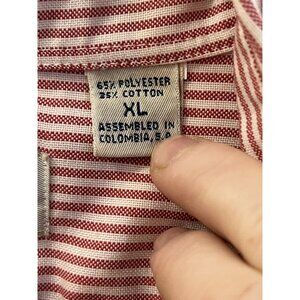 65% POLYESTER
35% COTTON
XL
ASSEMBLED IN
COLOMBIA, S.A